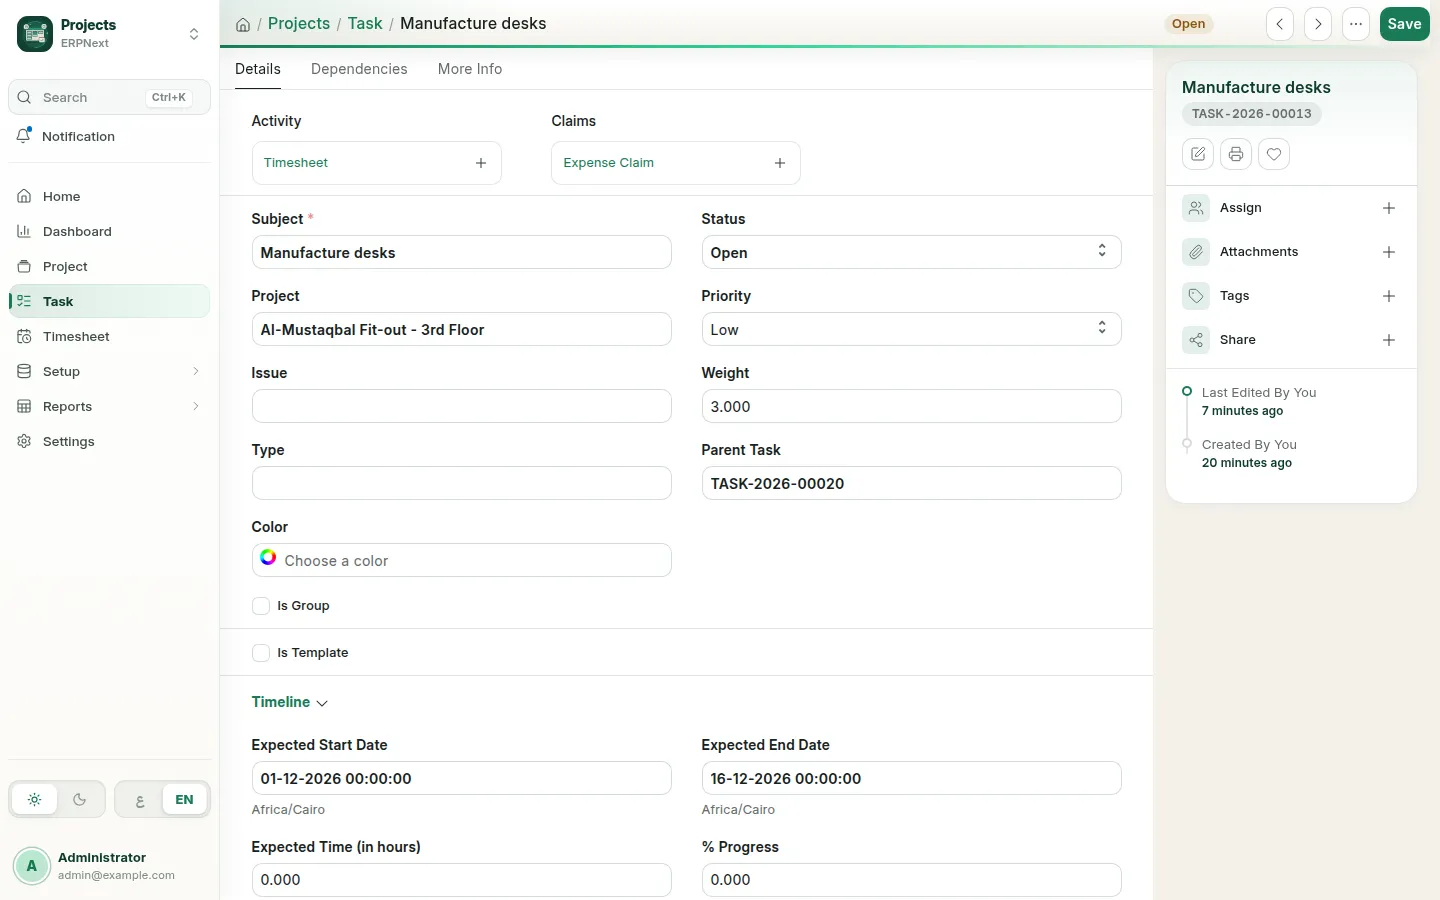 Projects
ERPNext
Search
Ctrl+K
Notification
Home
Dashboard
Project
Task
Timesheet
Setup
Reports
Settings
ع
EN
A
Administrator
admin@example.com
/ Projects / Task / Manufacture desks
Open
Save
Details
Dependencies
More Info
Activity
Claims
Timesheet
Expense Claim
Subject *
Status
Manufacture desks
Open
Project
Priority
Al-Mustaqbal Fit-out - 3rd Floor
Low
Issue
Weight
3.000
Type
Parent Task
TASK-2026-00020
Color
Choose a color
Is Group
Is Template
Timeline
Expected Start Date
Expected End Date
01-12-2026 00:00:00
16-12-2026 00:00:00
Africa/Cairo
Africa/Cairo
Expected Time (in hours)
% Progress
0.000
0.000
Manufacture desks
TASK-2026-00013
Assign
Attachments
Tags
Share
Last Edited By You
7 minutes ago
Created By You
20 minutes ago